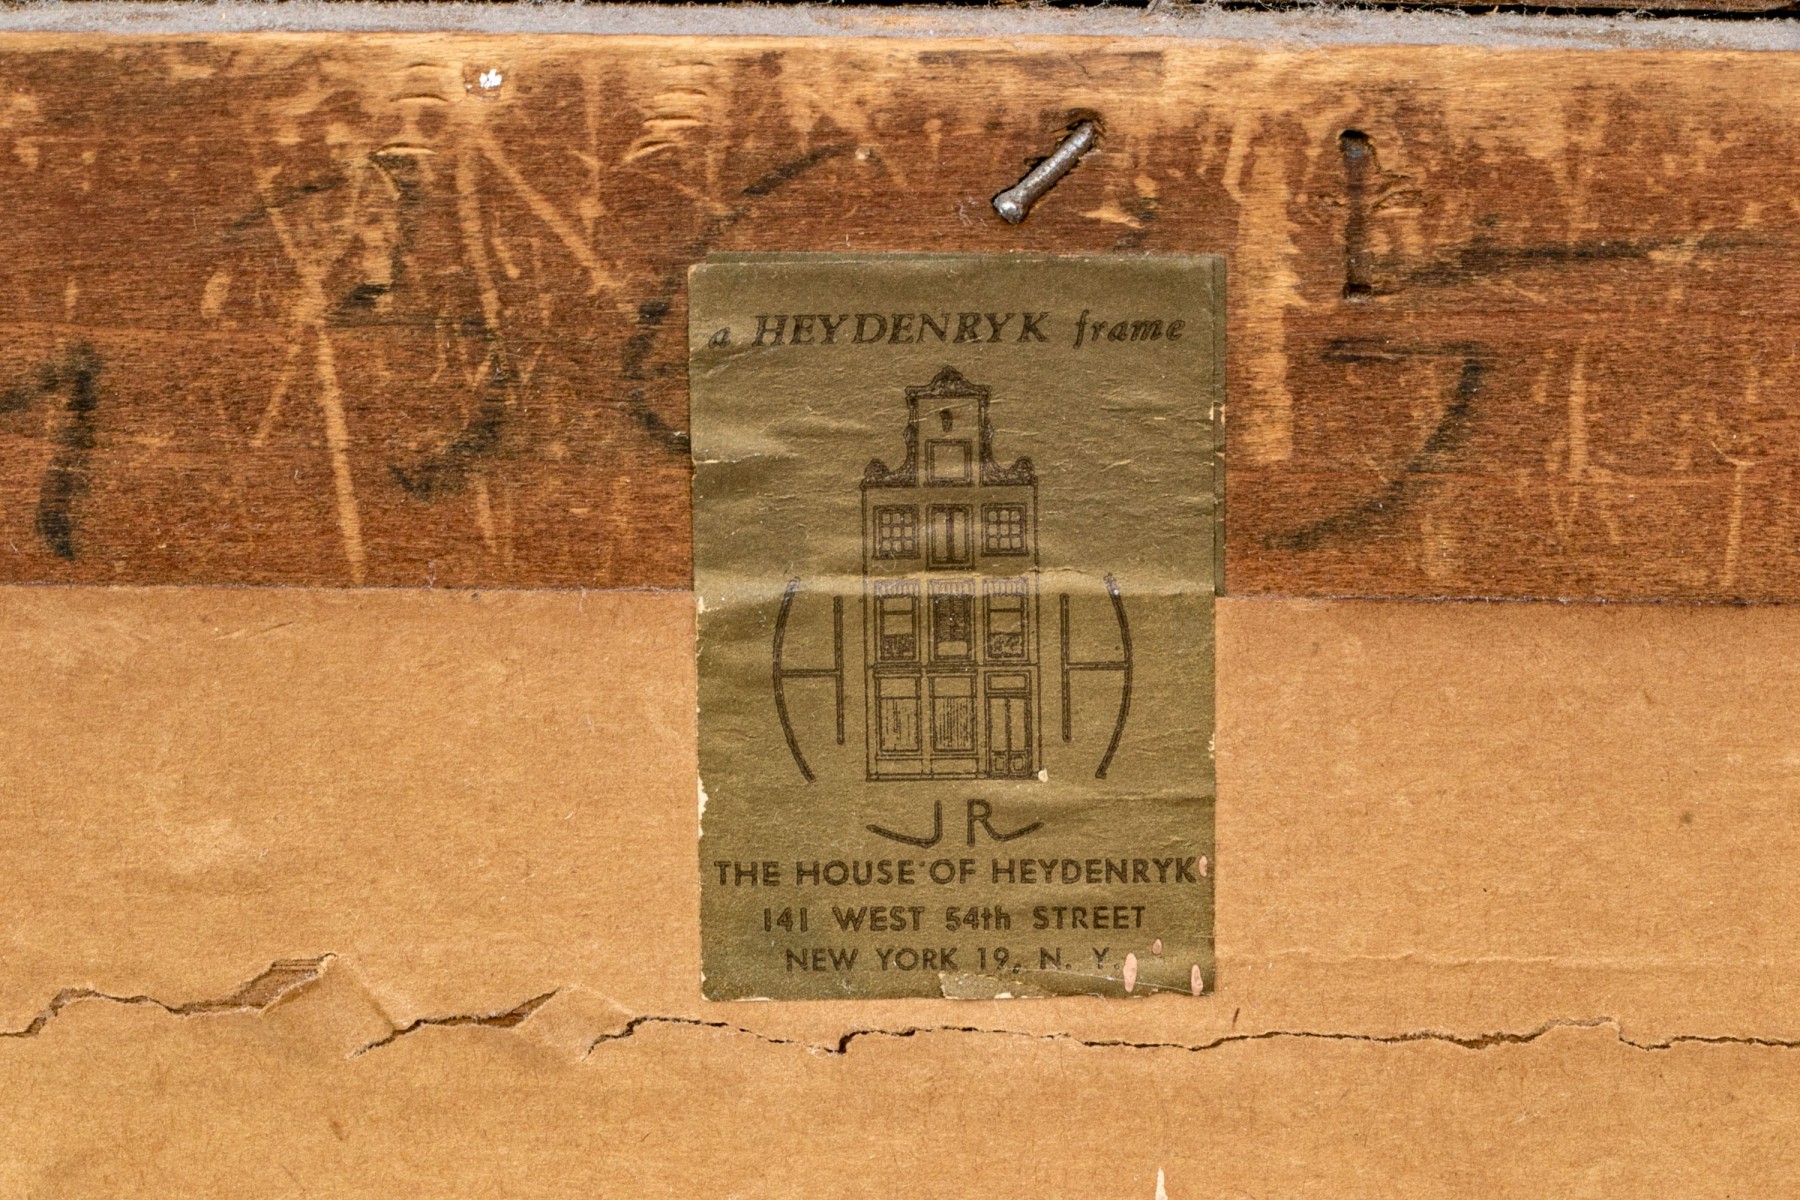 a HEYDENRYK frame
H H
JR
THE HOUSE OF HEYDENRYK
141 WEST 54th STREET
NEW YORK 19, N. Y.